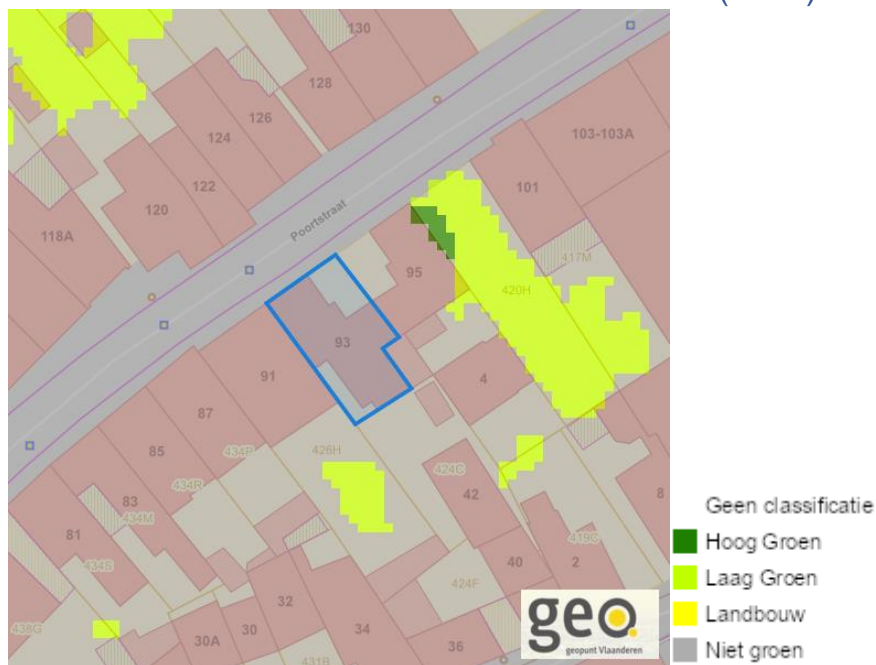 130
128
126
124
122
120
118A
103-103A
101
417M
Poortstraat
95
420H
93
91
4
87
434P
426H
85
434R
424C
42
83
434M
81
434S
8
419C
40
2
424F
32
30
30A
34
36
438G
431B
geo.
geopunt Vlaanderen
Geen classificatie
Hoog Groen
Laag Groen
Landbouw
Niet groen